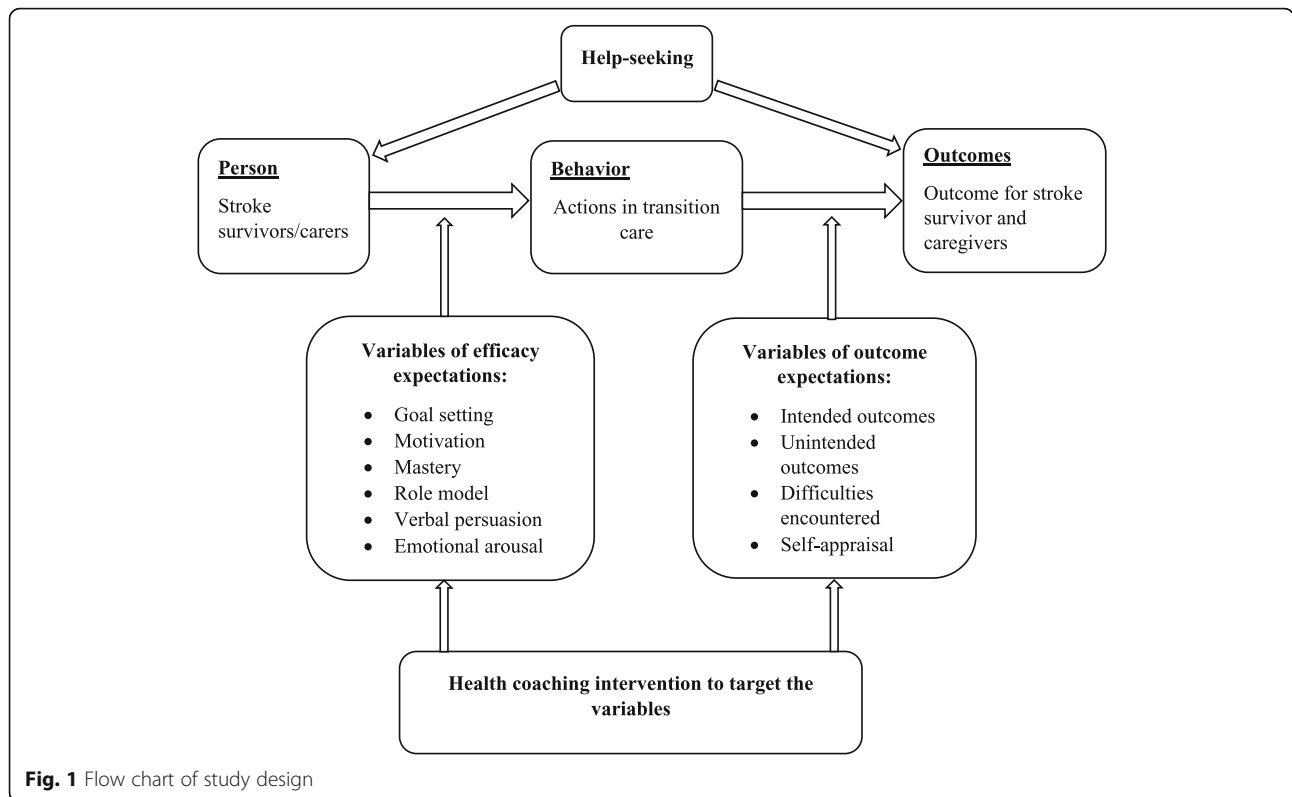 Help-seeking
Person
Stroke
survivors/carers
Behavior
Actions in transition
care
Outcomes
Outcome for stroke
survivor and
caregivers
Variables of efficacy
expectations:
• Goal setting
• Motivation
• Mastery
• Role model
• Verbal persuasion
• Emotional arousal
Variables of outcome
expectations:
• Intended outcomes
• Unintended
outcomes
• Difficulties
encountered
• Self-appraisal
Health coaching intervention to target the
variables
Fig. 1 Flow chart of study design